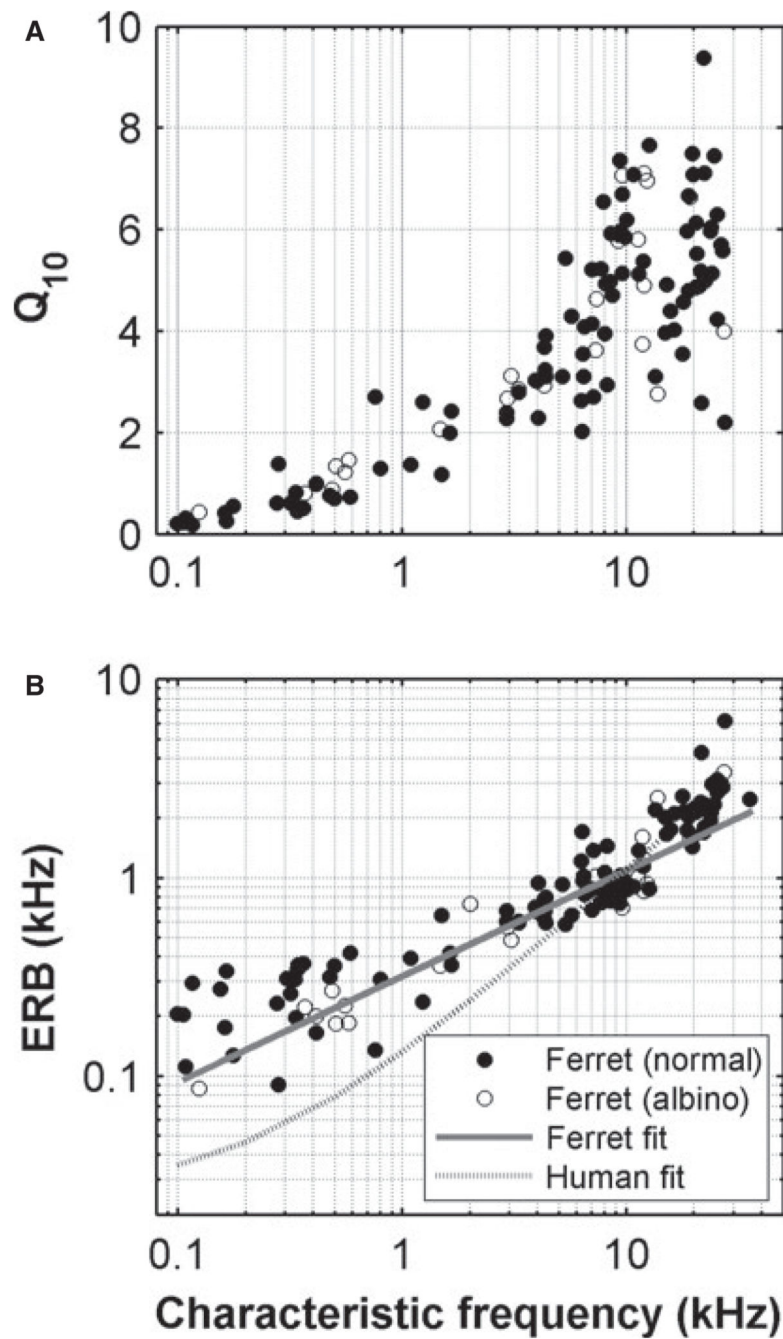 A
10
8
6
4
2
0
Q10
0.1 1 10
B
10
1
0.1
ERB (kHz)
Ferret (normal)
Ferret (albino)
Ferret fit
Human fit
0.1 1 10
Characteristic frequency (kHz)